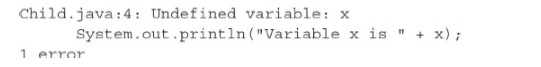 Child.java:4: Undefined variable: x
System.out.println("Variable x is " + x);
1 error